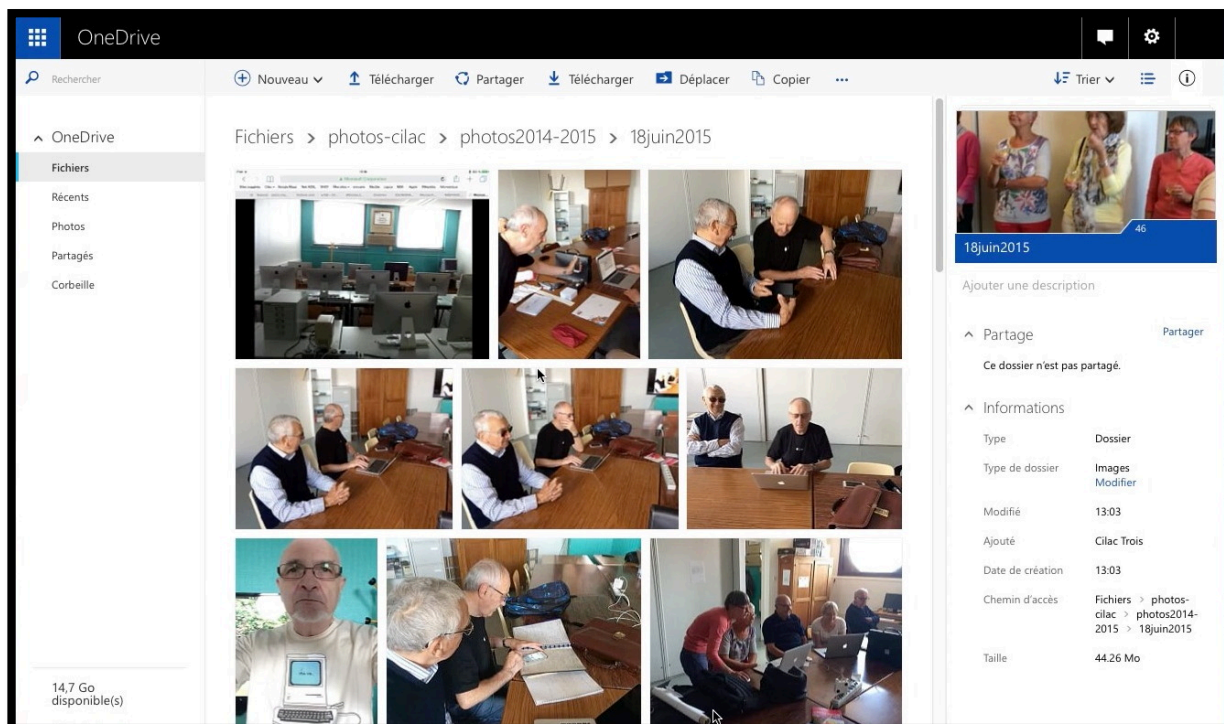 OneDrive
Rechercher
Nouveau
Télécharger
Partager
Télécharger
Déplacer
Copier
Trier
OneDrive
Fichiers
Récents
Photos
Partagés
Corbeille
14,7 Go
disponible(s)
Fichiers > photos-cilac > photos2014-2015 > 18juin2015
46
18juin2015
Ajouter une description
Partage
Partager
Ce dossier n'est pas partagé.
Informations
Type Dossier
Type de dossier Images
Modifier
Modifié 13:03
Ajouté Cilac Trois
Date de création 13:03
Chemin d'accès Fichiers > photos-
cilac > photos2014-
2015 > 18juin2015
Taille 44.26 Mo